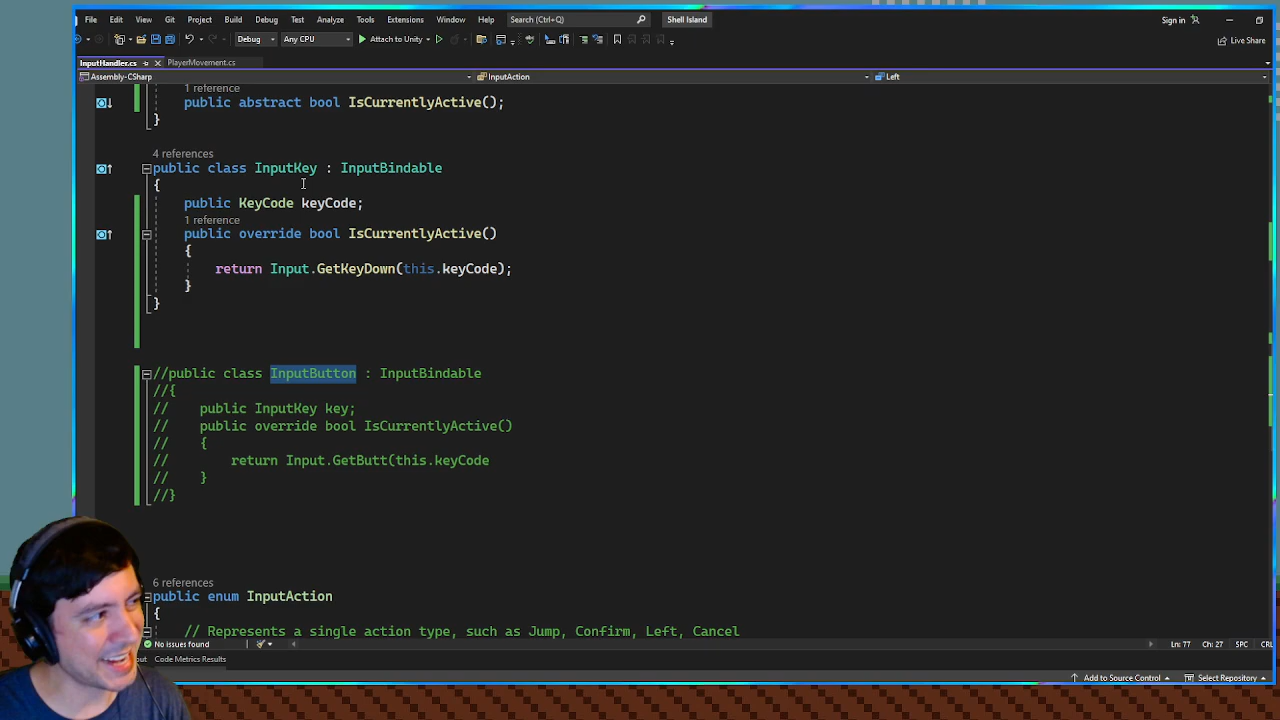 File Edit View Git Project Build Debug Test Analyze Tools Extensions Window Help Search (Ctrl+Q) Shell Island Sign in
Debug Any CPU Attach to Unity Live Share
InputHandler.cs PlayerMovement.cs
Assembly-CSharp InputAction Left
1 reference
public abstract bool IsCurrentlyActive();
}
4 references
public class InputKey : InputBindable
{
public KeyCode keyCode;
1 reference
public override bool IsCurrentlyActive()
{
return Input.GetKeyDown(this.keyCode);
}
}
//public class InputButton : InputBindable
//{
// public InputKey key;
// public override bool IsCurrentlyActive()
// {
// return Input.GetButt(this.keyCode
// }
//}
6 references
public enum InputAction
{
// Represents a single action type, such as Jump, Confirm, Left, Cancel
No issues found Ln: 77 Ch: 27 SPC CRL
Code Metrics Results
Add to Source Control Select Repository